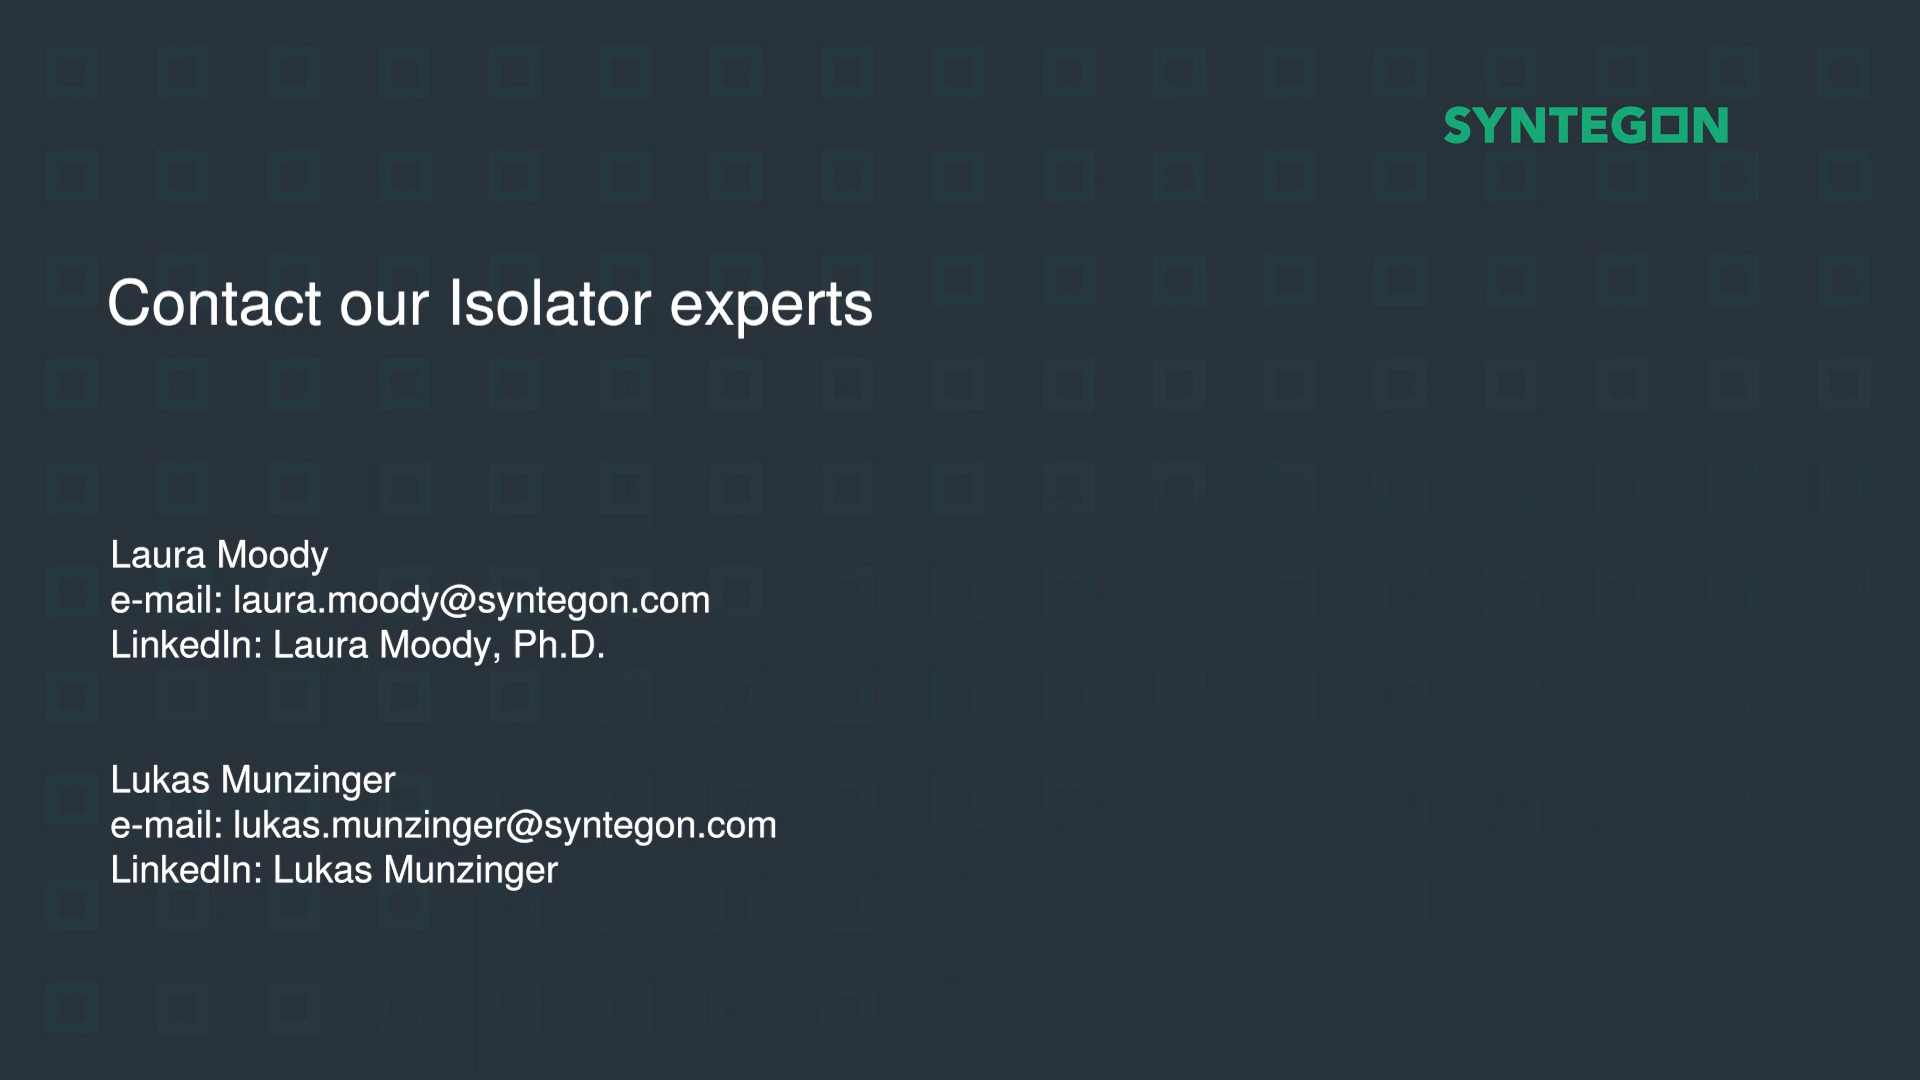 SYNTEGON
Contact our Isolator experts
Laura Moody
e-mail: laura.moody@syntegon.com
LinkedIn: Laura Moody, Ph.D.
Lukas Munzinger
e-mail: lukas.munzinger@syntegon.com
LinkedIn: Lukas Munzinger